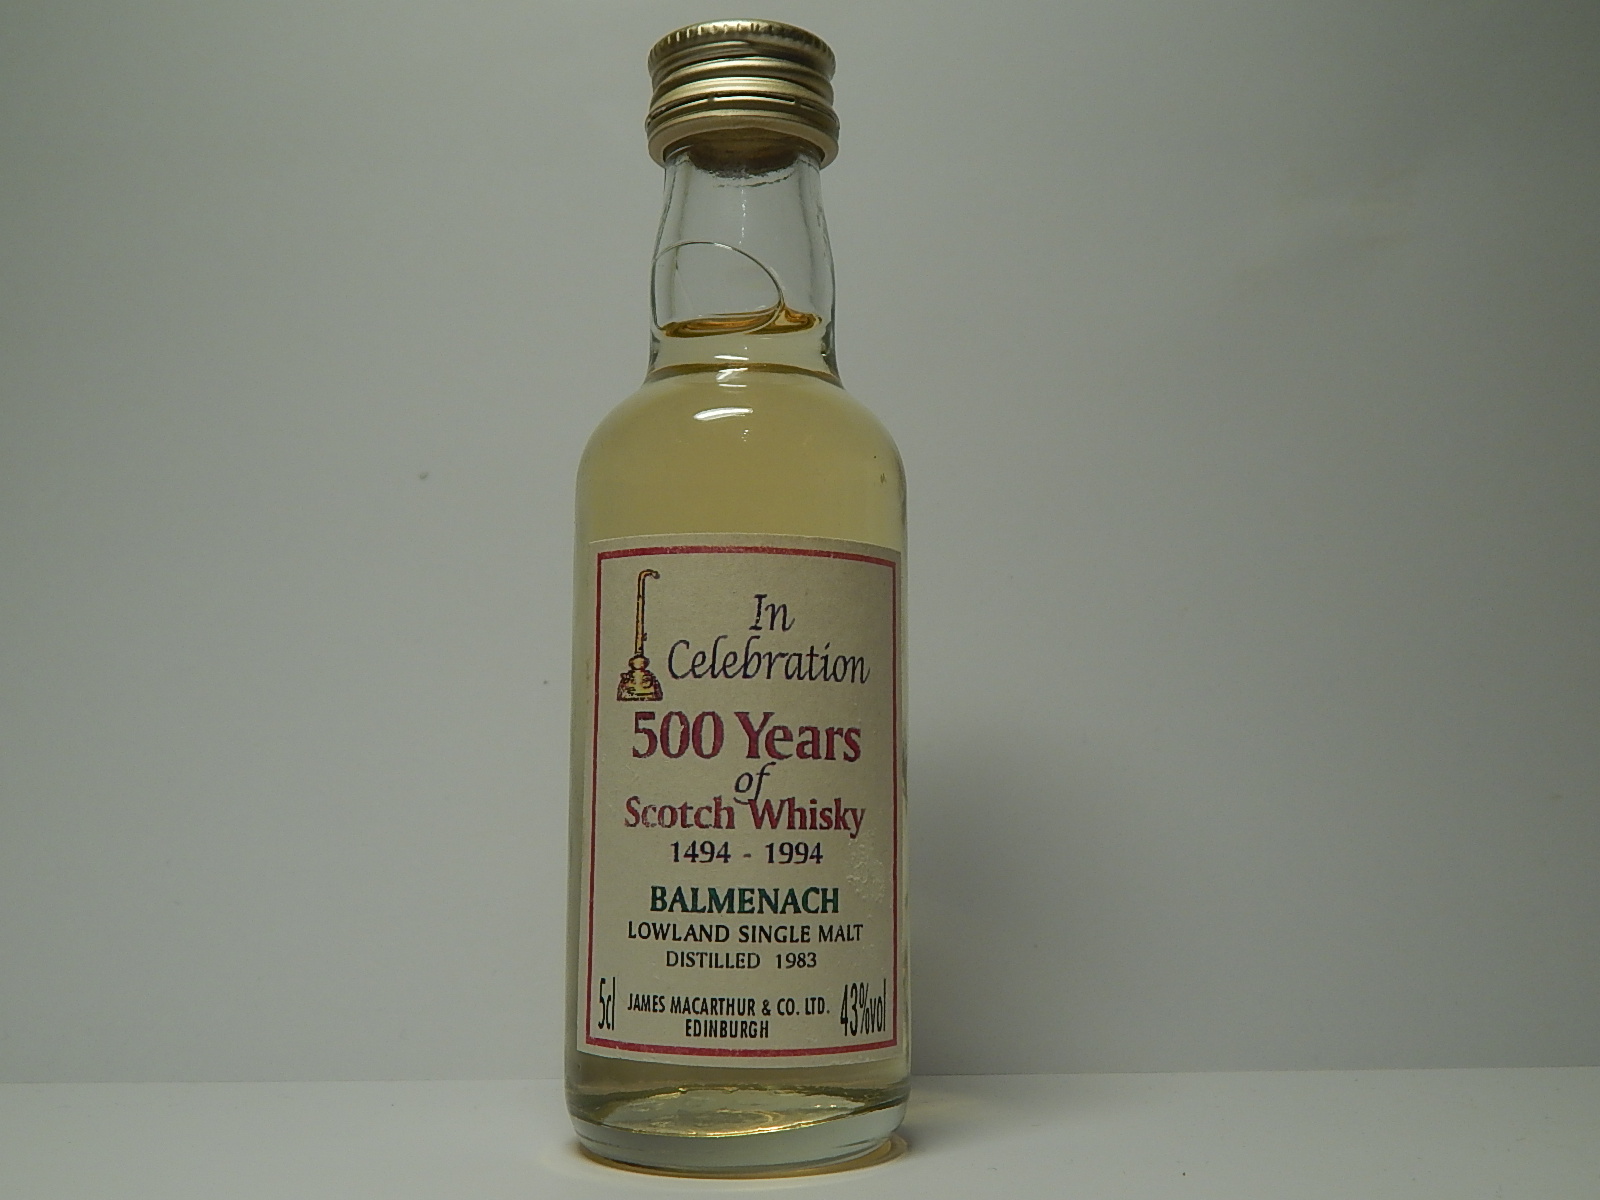 In
Celebration
500 Years
of
Scotch Whisky
1494 - 1994
BALMENACH
LOWLAND SINGLE MALT
DISTILLED 1983
5cl JAMES MACARTHUR & CO. LTD. 43%vol
EDINBURGH